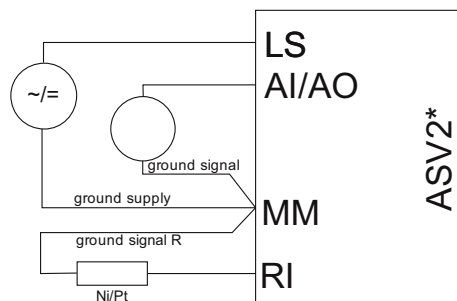 LS
~/=
AI/AO
ASV2*
ground signal
ground supply
MM
ground signal R
RI
Ni/Pt